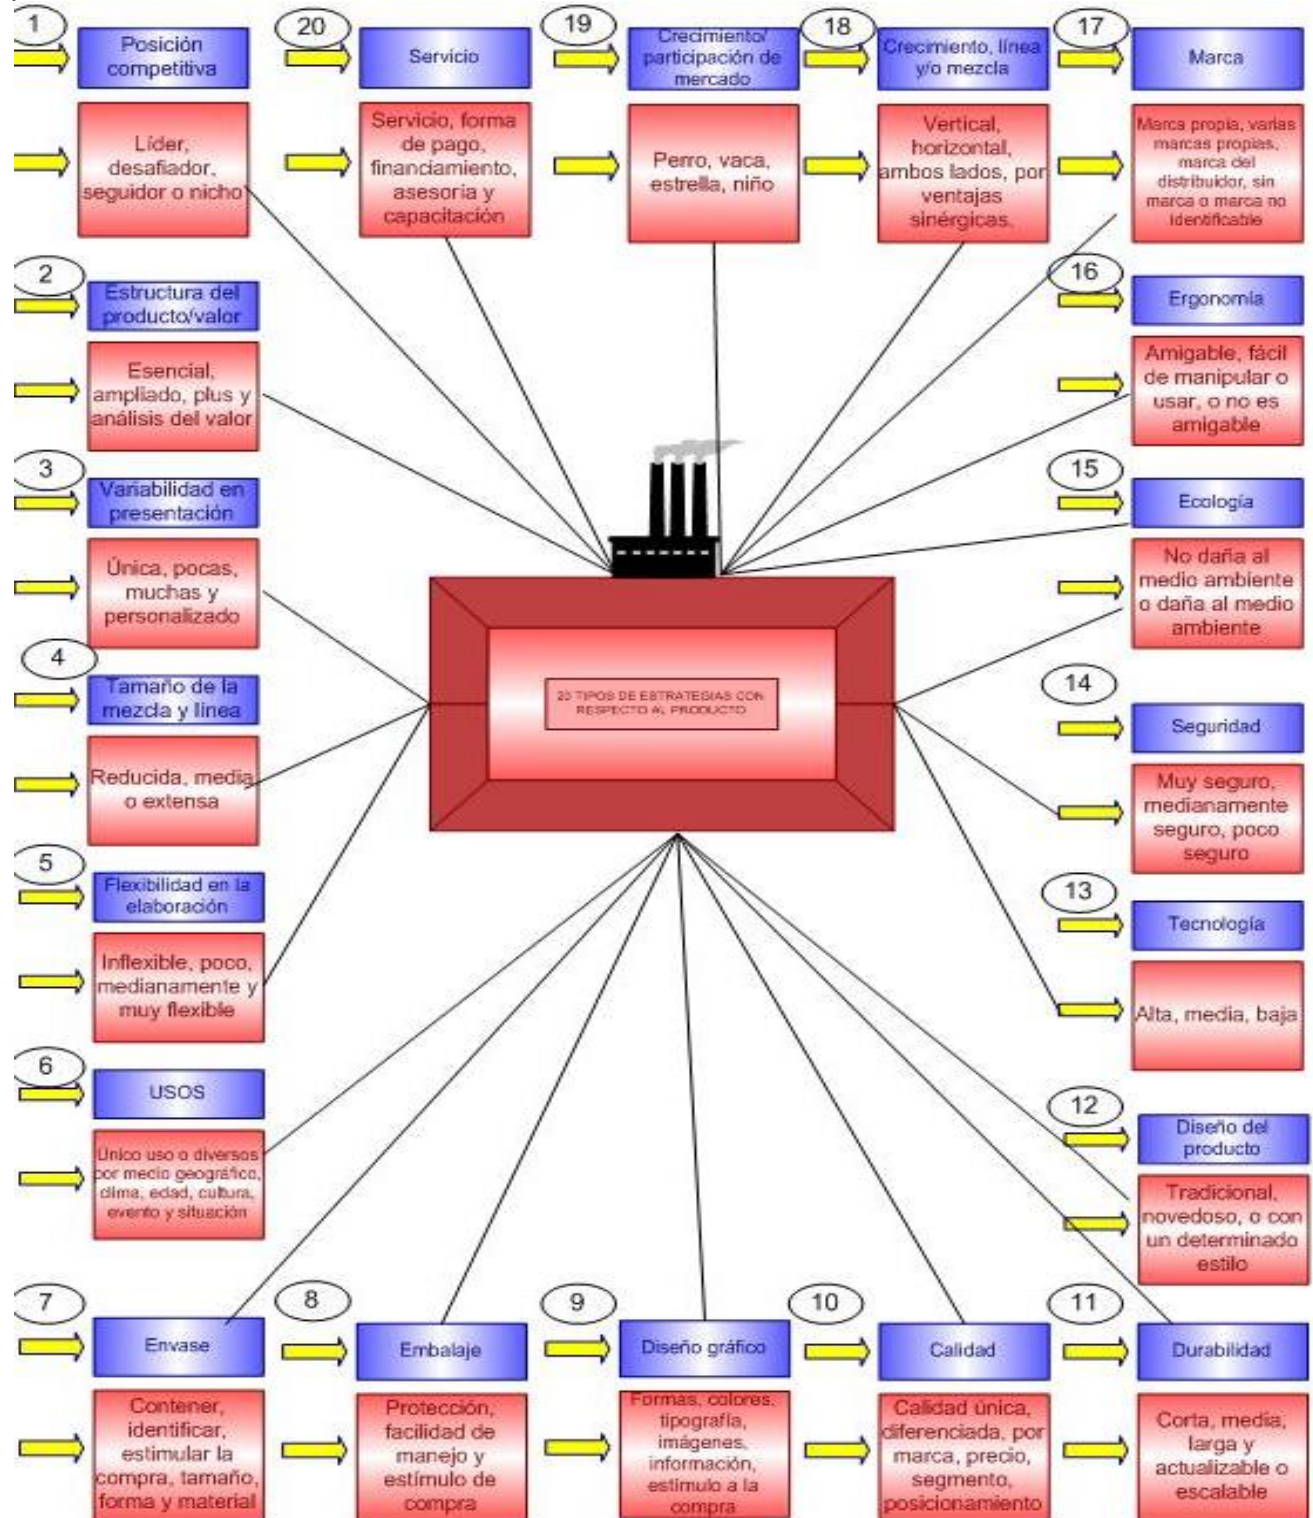 1
Posición
competitiva
Líder,
desafiador,
seguidor o nicho
20
Servicio
Servicio, forma
de pago,
financiamiento,
asesoría y
capacitación
19
Crecimiento/
participación de
mercado
Perro, vaca,
estrella, niño
18
Crecimiento, línea
y/o mezcla
Vertical,
horizontal,
ambos lados, por
ventajas
sinérgicas.
17
Marca
Marca propia, varias
marcas propias,
marca del
distribuidor, sin
marca o marca no
identificable
2
Estructura del
producto/valor
Esencial,
ampliado, plus y
análisis del valor
16
Ergonomía
Amigable, fácil
de manipular o
usar, o no es
amigable
3
Variabilidad en
presentación
Única, pocas,
muchas y
personalizado
15
Ecología
No daña al
medio ambiente
o daña al medio
ambiente
4
Tamaño de la
mezcla y línea
Reducida, media
o extensa
23 TIPOS DE ESTRATEGIAS CON
RESPECTO AL PRODUCTO
14
Seguridad
Muy seguro,
medianamente
seguro, poco
seguro
5
Flexibilidad en la
elaboración
Inflexible, poco,
medianamente y
muy flexible
13
Tecnología
Alta, media, baja
6
USOS
Único uso o diversos
por medio geográfico,
clima, edad, cultura,
evento y situación
12
Diseño del
producto
Tradicional,
novedoso, o con
un determinado
estilo
7
Envase
Contener,
identificar,
estimular la
compra, tamaño,
forma y material
8
Embalaje
Protección,
facilidad de
manejo y
estímulo de
compra
9
Diseño gráfico
Formas, colores,
tipografía,
imágenes,
información,
estímulo a la
compra
10
Calidad
Calidad única,
diferenciada, por
marca, precio,
segmento,
posicionamiento
11
Durabilidad
Corta, media,
larga y
actualizable o
escalable